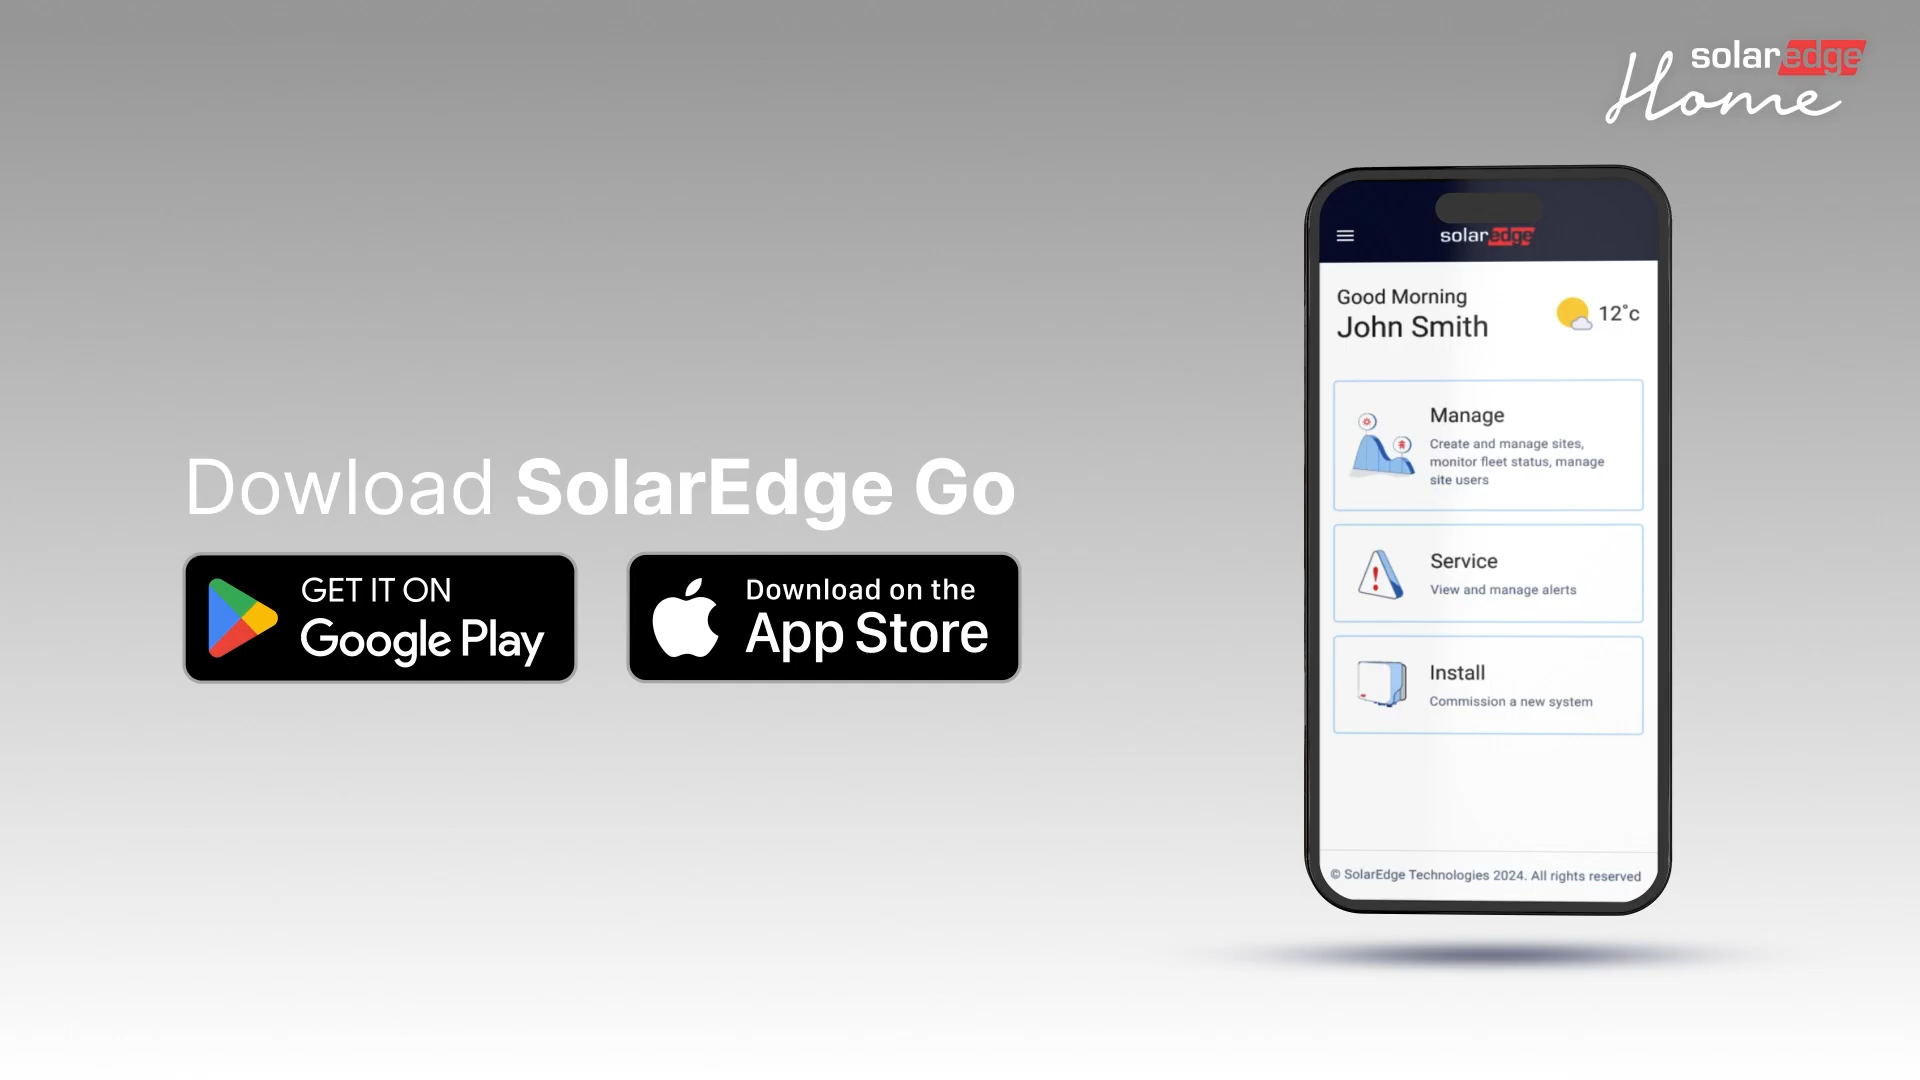 solaredge
Home
Dowload SolarEdge Go
GET IT ON
Google Play
Download on the
App Store
solaredge
Good Morning
John Smith
12°c
Manage
Create and manage sites,
monitor fleet status, manage
site users
Service
View and manage alerts
Install
Commission a new system
© SolarEdge Technologies 2024. All rights reserved